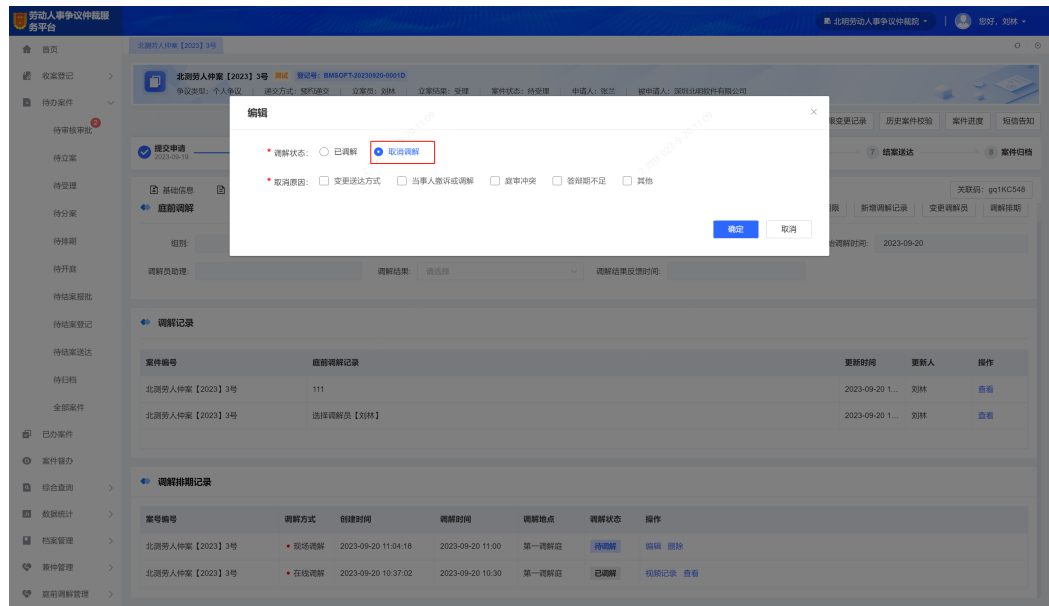 劳动人事争议仲裁服
务平台
北明劳动人事争议仲裁院
您好，刘林
首页
收案登记
待办案件
待审核审批
2
待立案
待受理
待分案
待排期
待开庭
待结案报批
待结案登记
待结案送达
待归档
全部案件
已办案件
案件督办
综合查询
数据统计
档案管理
兼仲管理
庭前调解管理
北测劳人仲案【2023】3号
北测劳人仲案【2023】3号 测试 登记号：BMSOFT-20230920-0001D
争议类型：个人争议 递交方式：预约递交 立案员：刘林 立案结果：受理 案件状态：待受理 申请人：张三 被申请人：深圳北明软件有限公司
变更记录 历史案件校验 案件进度 短信告知
提交申请
2023-09-19
7 结案送达
8 案件归档
基础信息
关联码：gq1KC548
庭前调解
新增调解记录 变更调解员 调解排期
组别:
调解时间: 2023-09-20
调解员助理:
调解结果: 请选择
调解结果反馈时间:
编辑
* 调解状态: 已调解 取消调解
* 取消原因: 变更送达方式 当事人撤诉或调解 庭审冲突 答辩期不足 其他
确定 取消
调解记录
案件编号 庭前调解记录 更新时间 更新人 操作
北测劳人仲案【2023】3号 111 2023-09-20 1... 刘林 查看
北测劳人仲案【2023】3号 选择调解员【刘林】 2023-09-20 1... 刘林 查看
调解排期记录
案号编号 调解方式 创建时间 调解时间 调解地点 调解状态 操作
北测劳人仲案【2023】3号 现场调解 2023-09-20 11:04:18 2023-09-20 11:00 第一调解庭 待调解 编辑 删除
北测劳人仲案【2023】3号 在线调解 2023-09-20 10:37:02 2023-09-20 10:30 第一调解庭 已调解 视频记录 查看